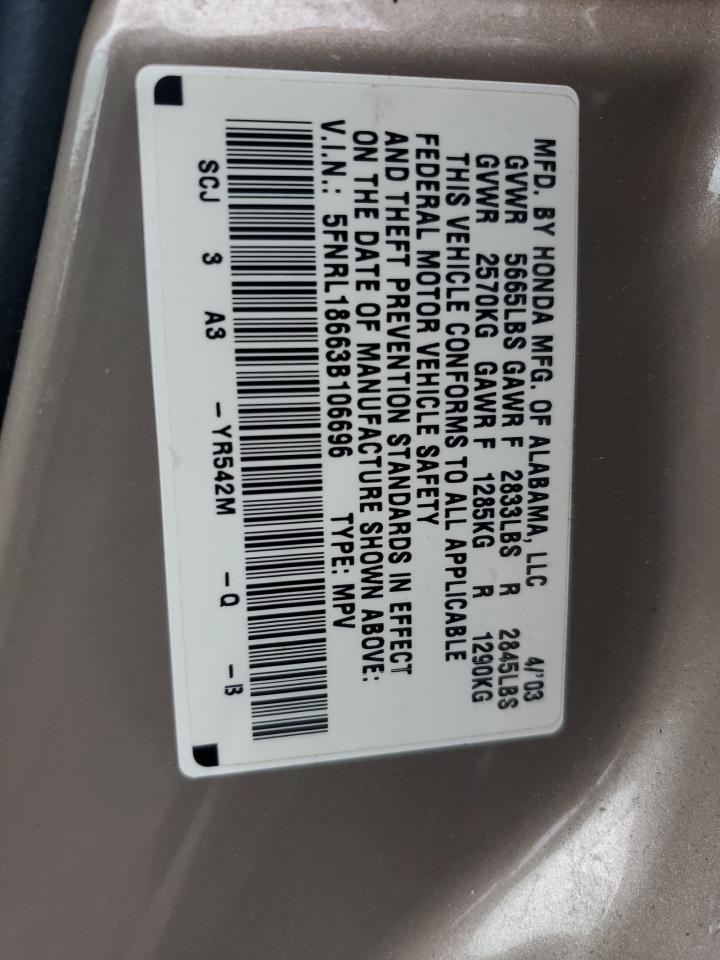 MFD. BY HONDA MFG. OF ALABAMA, LLC 4/'03
GVWR 5665LBS GAWR F 2833LBS R 2845LBS
GVWR 2570KG GAWR F 1285KG R 1290KG
THIS VEHICLE CONFORMS TO ALL APPLICABLE
FEDERAL MOTOR VEHICLE SAFETY
AND THEFT PREVENTION STANDARDS IN EFFECT
ON THE DATE OF MANUFACTURE SHOWN ABOVE:
V.I.N.: 5FNRL18663B106696 TYPE: MPV
SCJ 3 A3 -YR542M -Q -B